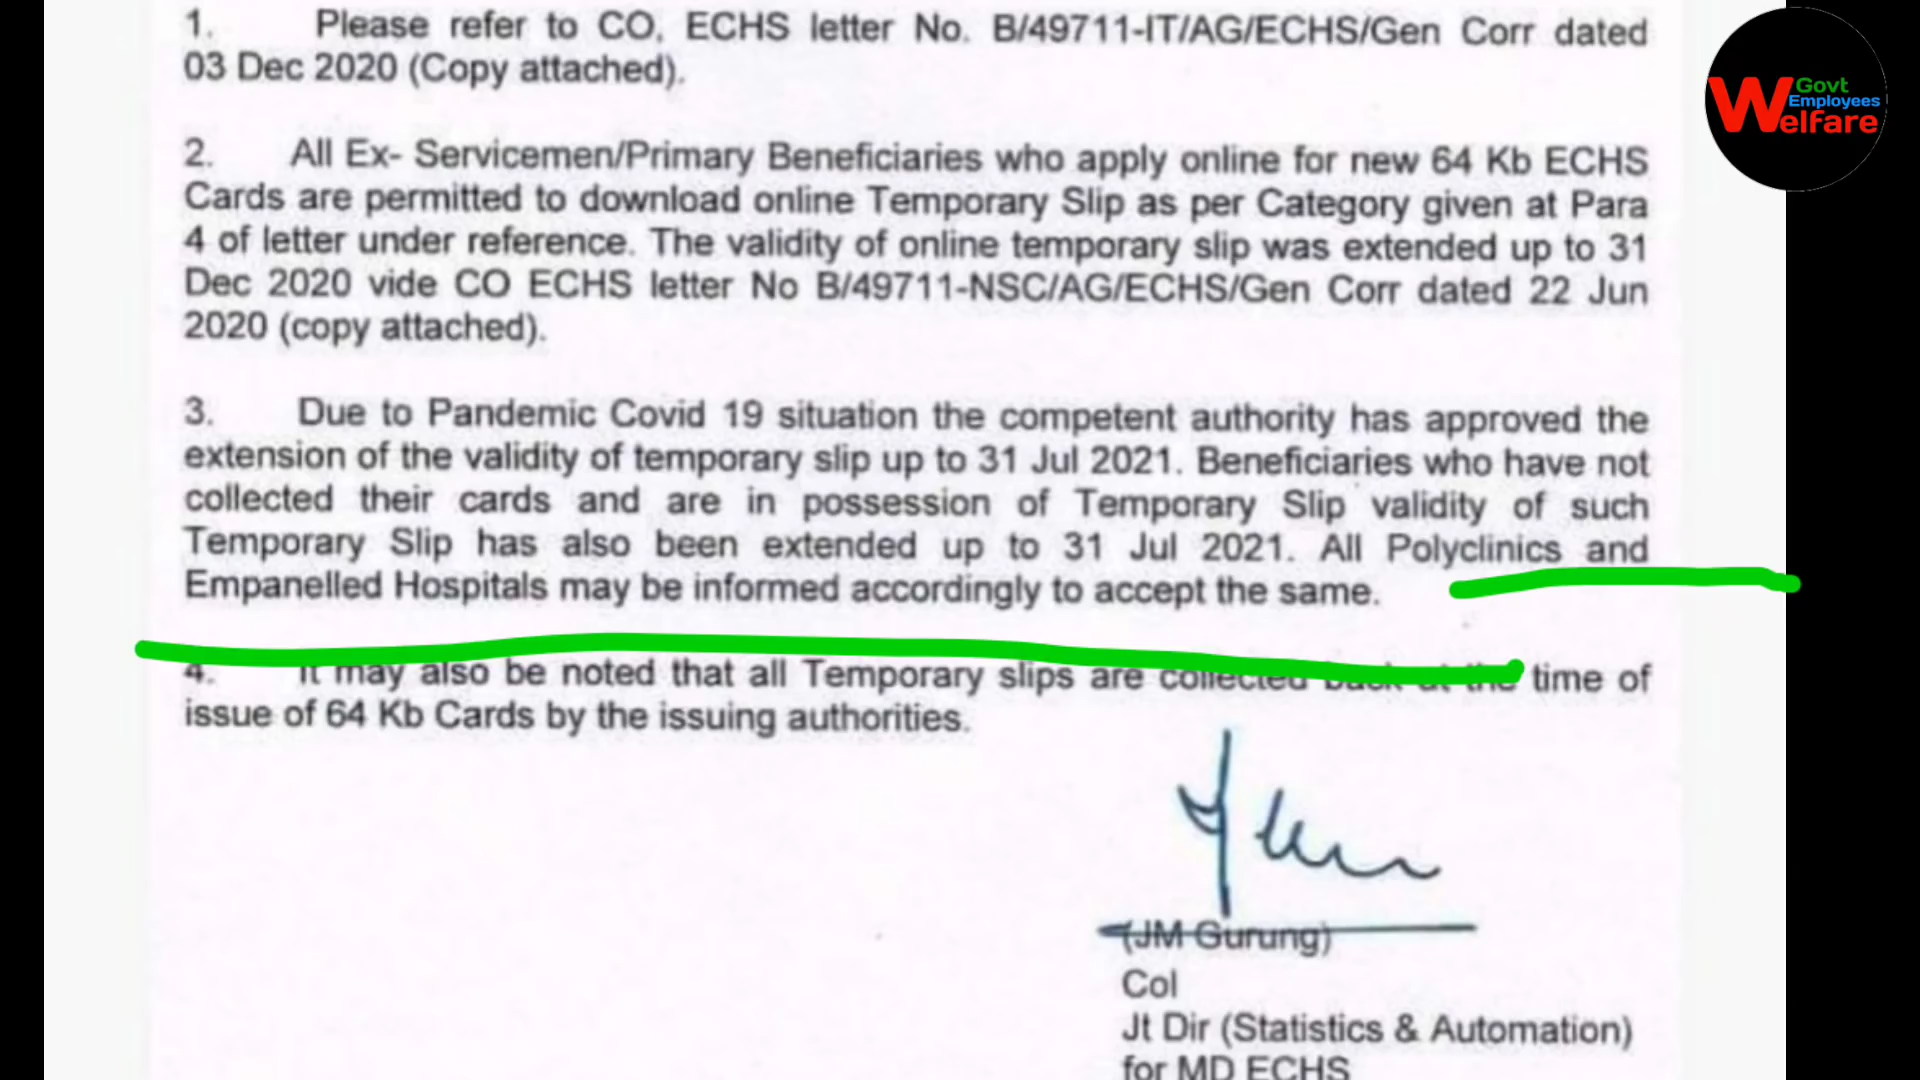 1. Please refer to CO, ECHS letter No. B/49711-IT/AG/ECHS/Gen Corr dated
03 Dec 2020 (Copy attached).
2. All Ex- Servicemen/Primary Beneficiaries who apply online for new 64 Kb ECHS
Cards are permitted to download online Temporary Slip as per Category given at Para
4 of letter under reference. The validity of online temporary slip was extended up to 31
Dec 2020 vide CO ECHS letter No B/49711-NSC/AG/ECHS/Gen Corr dated 22 Jun
2020 (copy attached).
3. Due to Pandemic Covid 19 situation the competent authority has approved the
extension of the validity of temporary slip up to 31 Jul 2021. Beneficiaries who have not
collected their cards and are in possession of Temporary Slip validity of such
Temporary Slip has also been extended up to 31 Jul 2021. All Polyclinics and
Empanelled Hospitals may be informed accordingly to accept the same.
4. It may also be noted that all Temporary slips are collected back at the time of
issue of 64 Kb Cards by the issuing authorities.
(JM Gurung)
Col
Jt Dir (Statistics & Automation)
for MD ECHS
Govt
Employees
Welfare